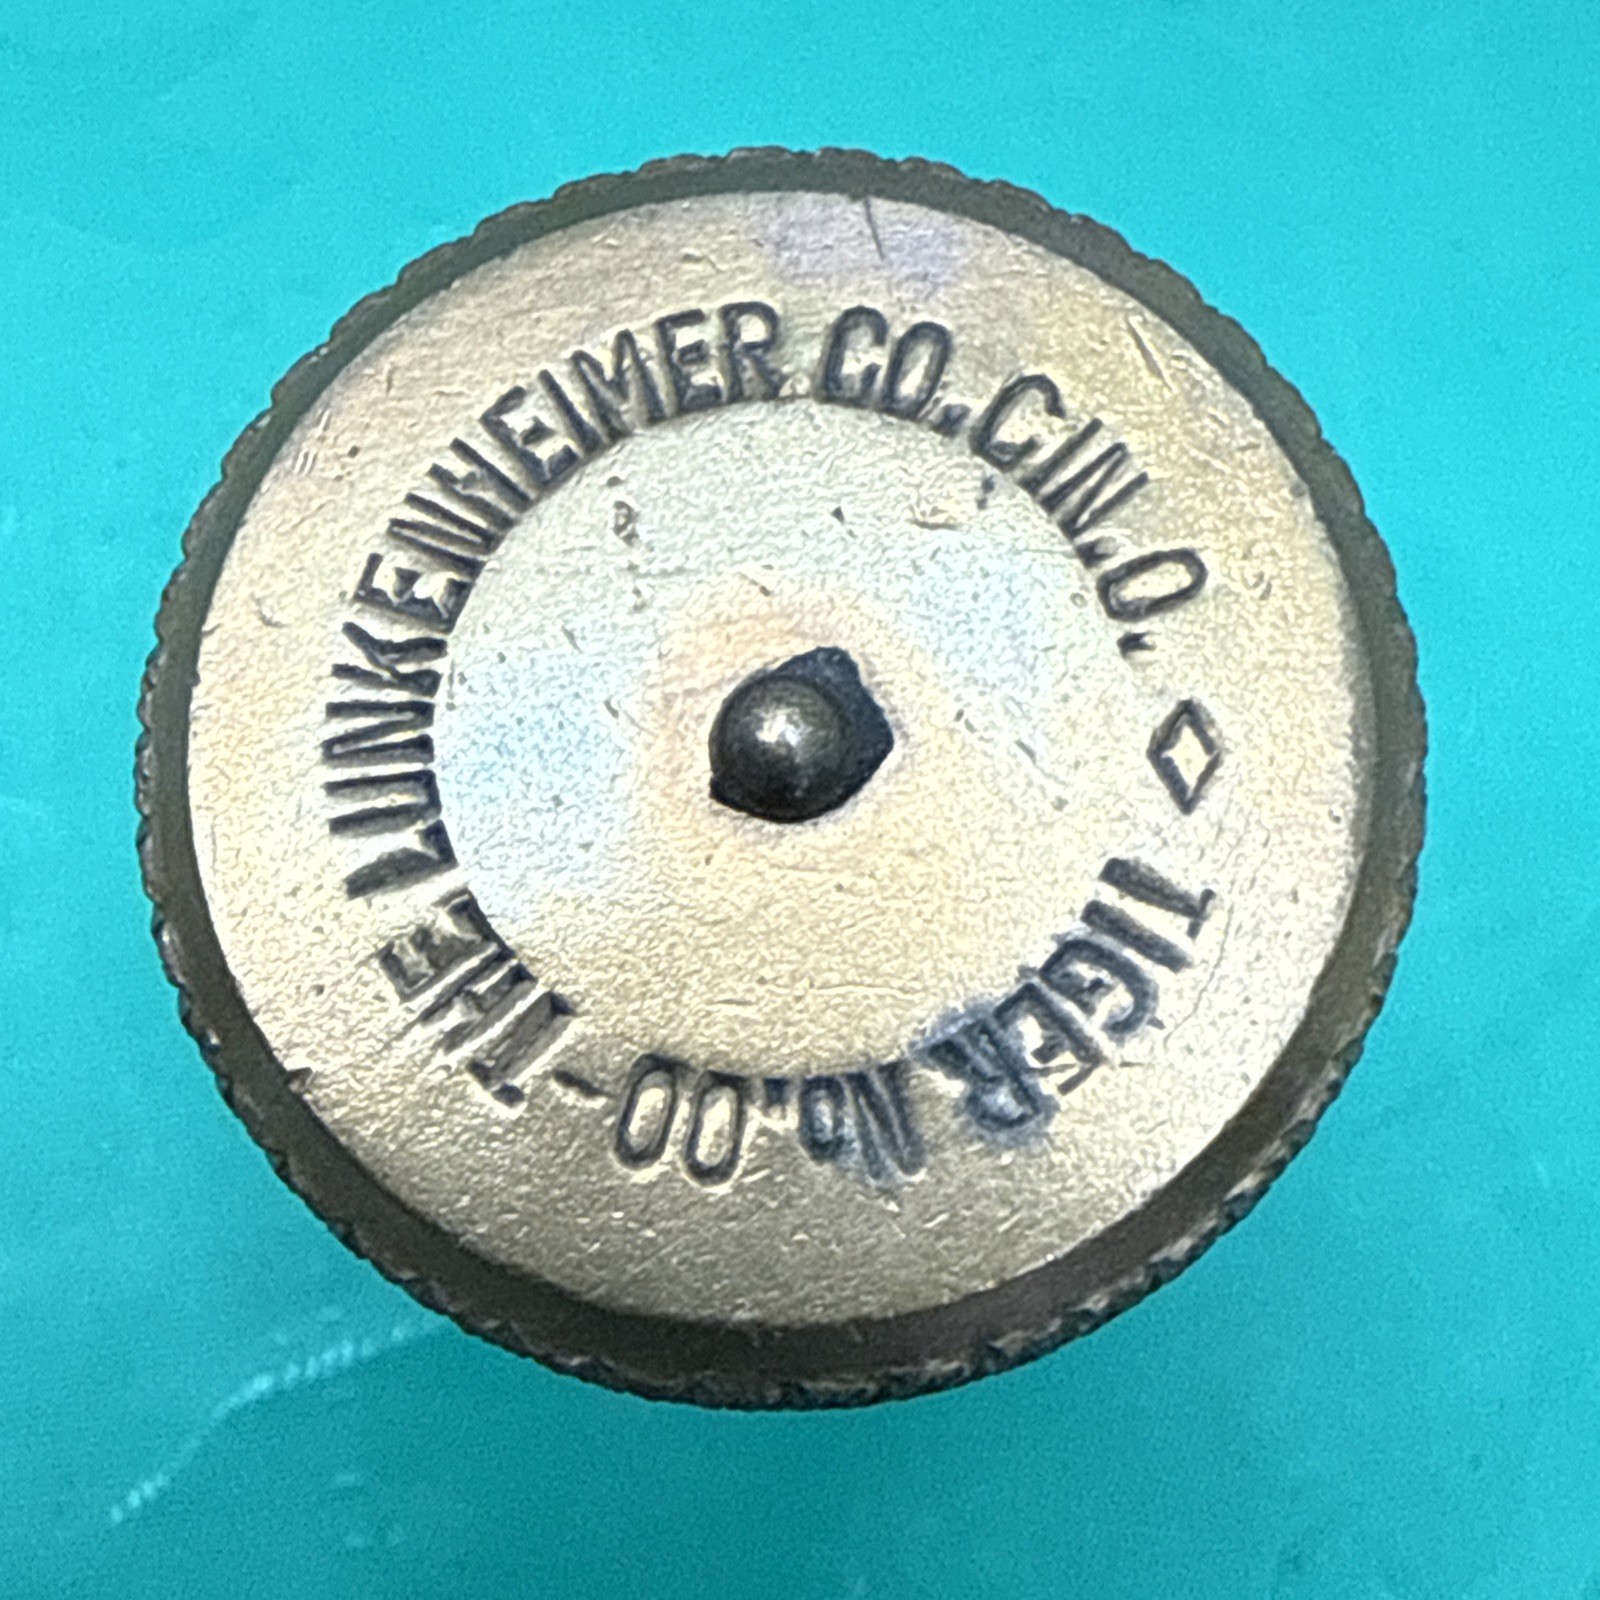 THE LUNKENHEIMER CO. CIN. O. ◇ TIGER No. 00 -